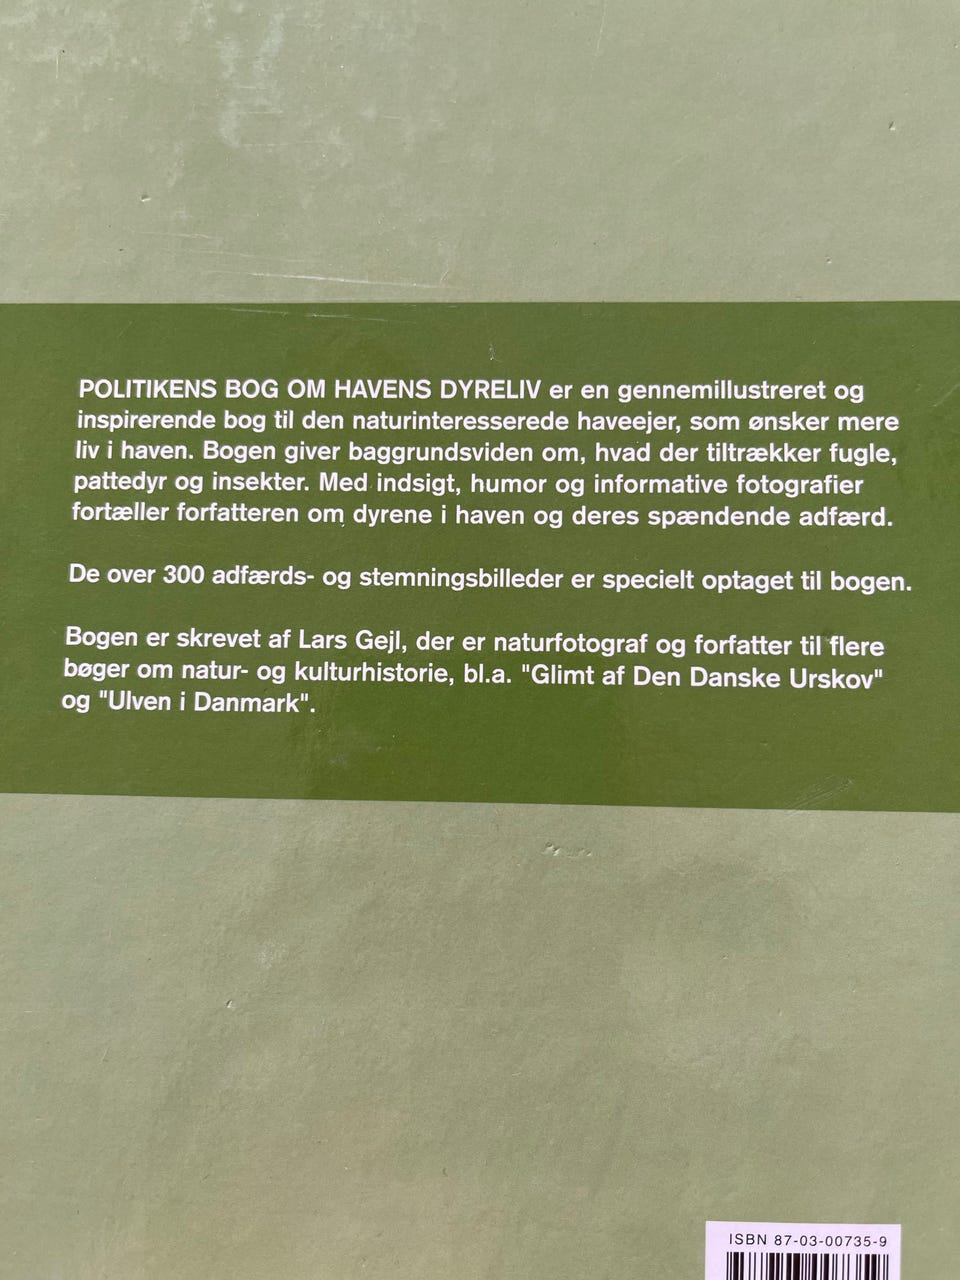 POLITIKENS BOG OM HAVENS DYRELIV er en gennemillustreret og
inspirerende bog til den naturinteresserede haveejer, som ønsker mere
liv i haven. Bogen giver baggrundsviden om, hvad der tiltrækker fugle,
pattedyr og insekter. Med indsigt, humor og informative fotografier
fortæller forfatteren om dyrene i haven og deres spændende adfærd.
De over 300 adfærds- og stemningsbilleder er specielt optaget til bogen.
Bogen er skrevet af Lars Gejl, der er naturfotograf og forfatter til flere
bøger om natur- og kulturhistorie, bl.a. "Glimt af Den Danske Urskov"
og "Ulven i Danmark".
ISBN 87-03-00735-9